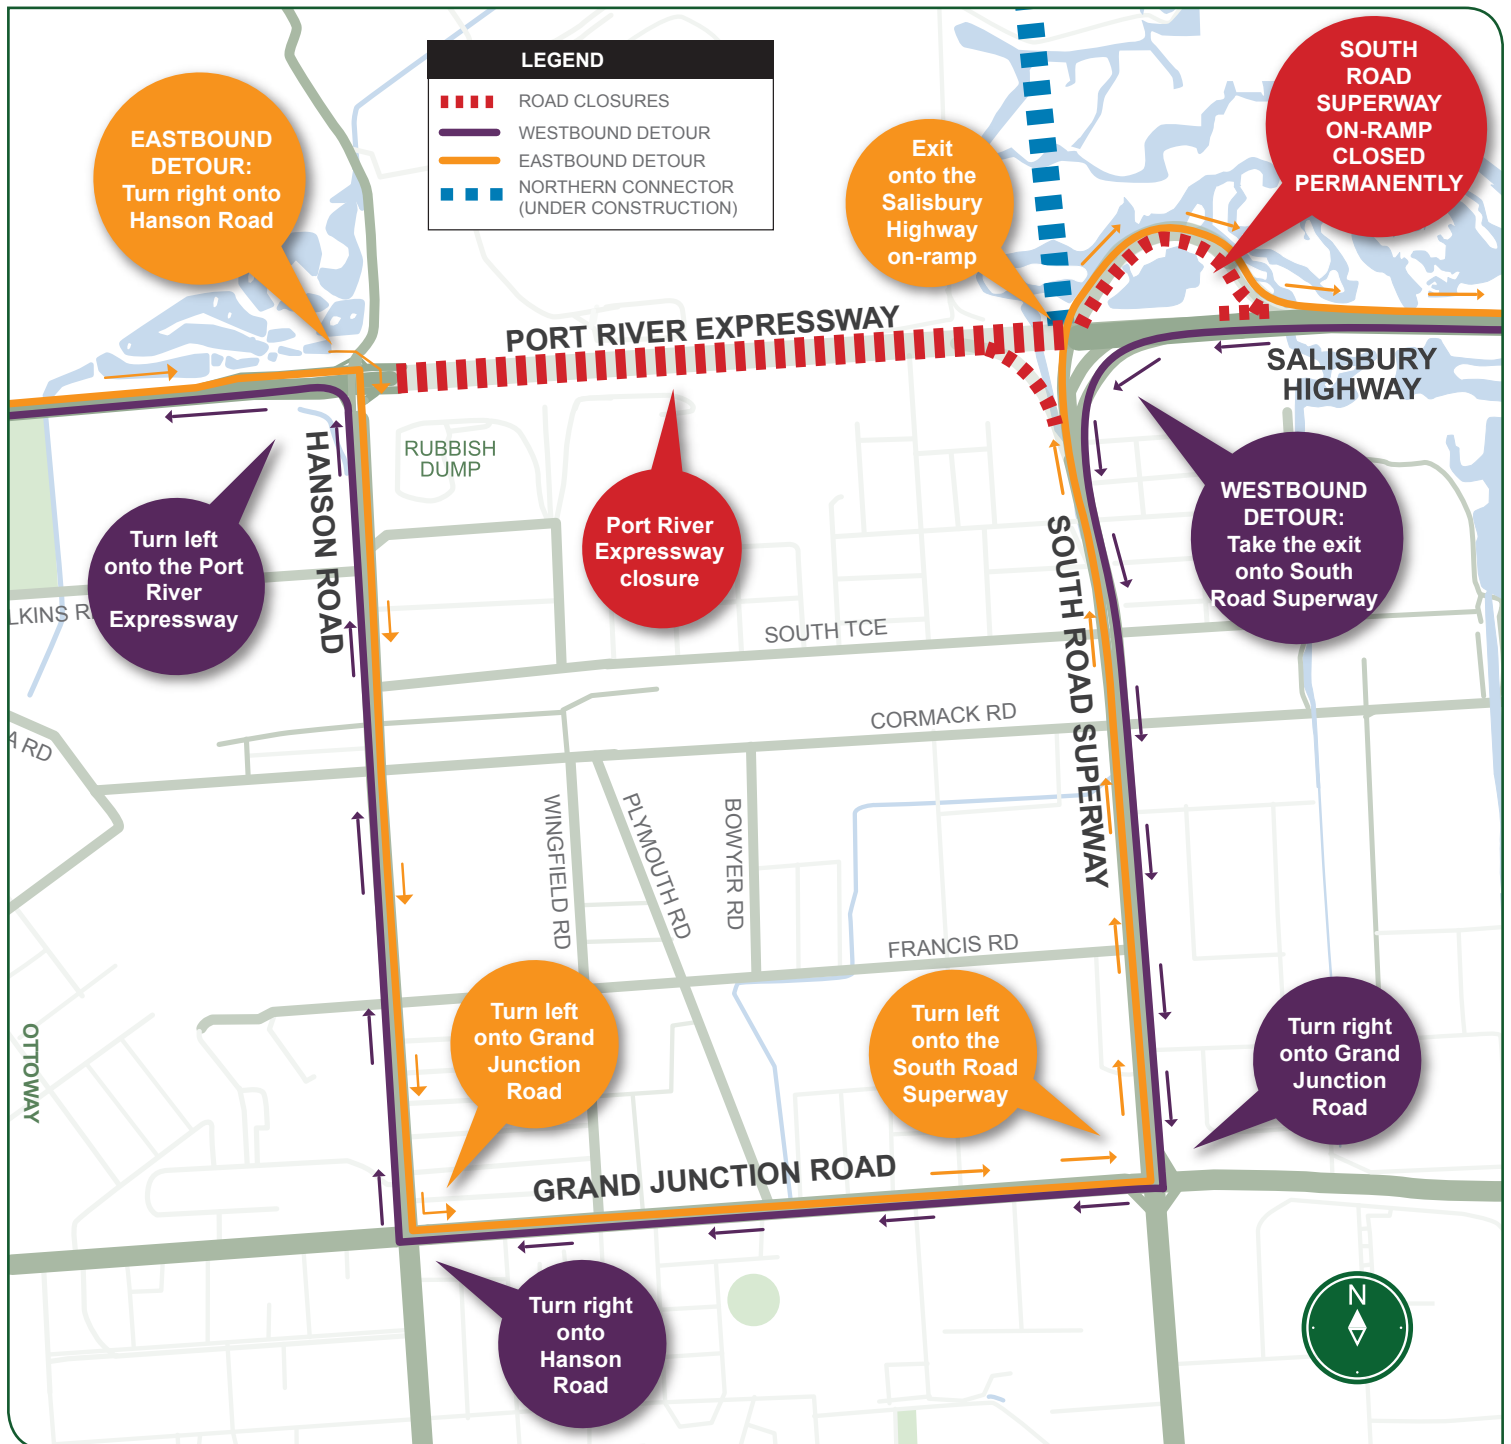 LEGEND
ROAD CLOSURES
WESTBOUND DETOUR
EASTBOUND DETOUR
NORTHERN CONNECTOR
(UNDER CONSTRUCTION)
SOUTH
ROAD
SUPERWAY
ON-RAMP
CLOSED
PERMANENTLY
EASTBOUND
DETOUR:
Turn right onto
Hanson Road
Exit
onto the
Salisbury
Highway
on-ramp
PORT RIVER EXPRESSWAY
SALISBURY
HIGHWAY
RUBBISH
DUMP
HANSON ROAD
Turn left
onto the Port
River
Expressway
Port River
Expressway
closure
WESTBOUND
DETOUR:
Take the exit
onto South
Road Superway
SOUTH ROAD SUPERWAY
LKINS R
SOUTH TCE
CORMACK RD
A RD
WINGFIELD RD
PLYMOUTH RD
BOWYER RD
FRANCIS RD
OTTOWAY
Turn left
onto Grand
Junction
Road
Turn left
onto the
South Road
Superway
Turn right
onto Grand
Junction
Road
GRAND JUNCTION ROAD
Turn right
onto
Hanson
Road
N